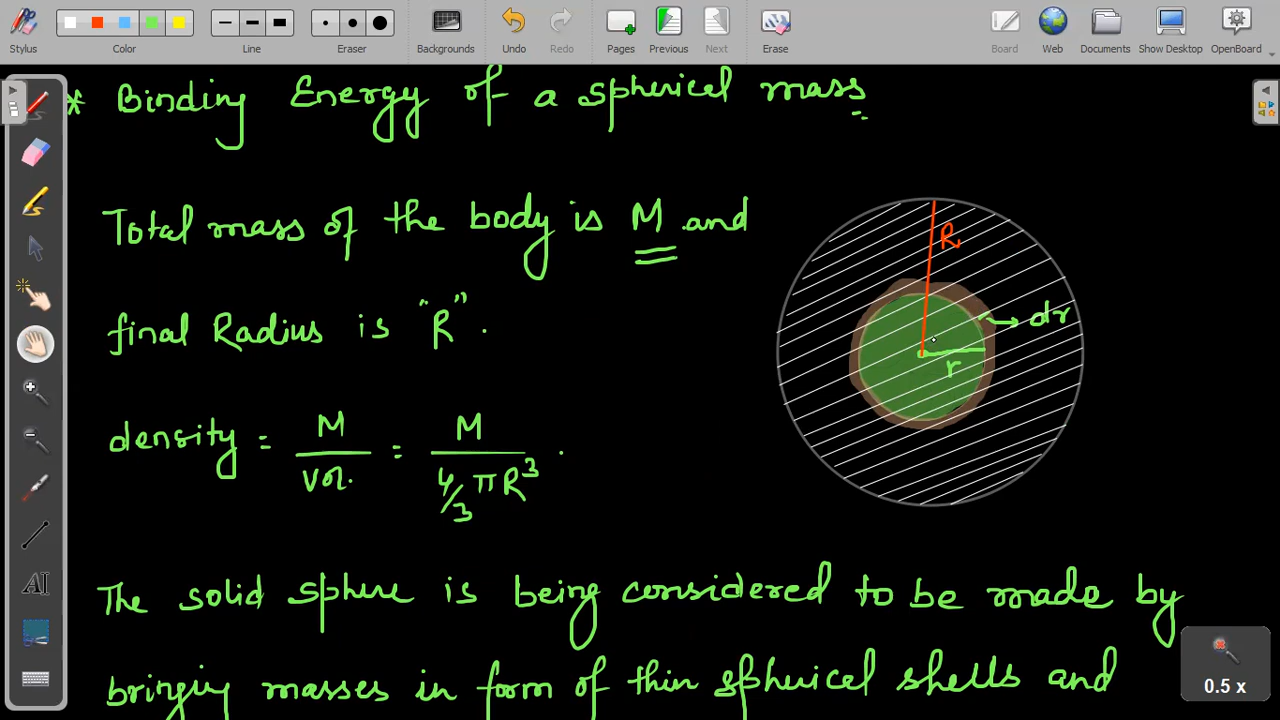 Stylus Color Line Eraser Backgrounds Undo Redo Pages Previous Next Erase Board Web Documents Show Desktop OpenBoard
* Binding Energy of a spherical mass
Total mass of the body is M and
final Radius is "R".
density = M/Vol. = M/(4/3 πR³) .
R
dr
r
The solid sphere is being considered to be made by
bringing masses in form of thin spherical shells and
AI
0.5 x